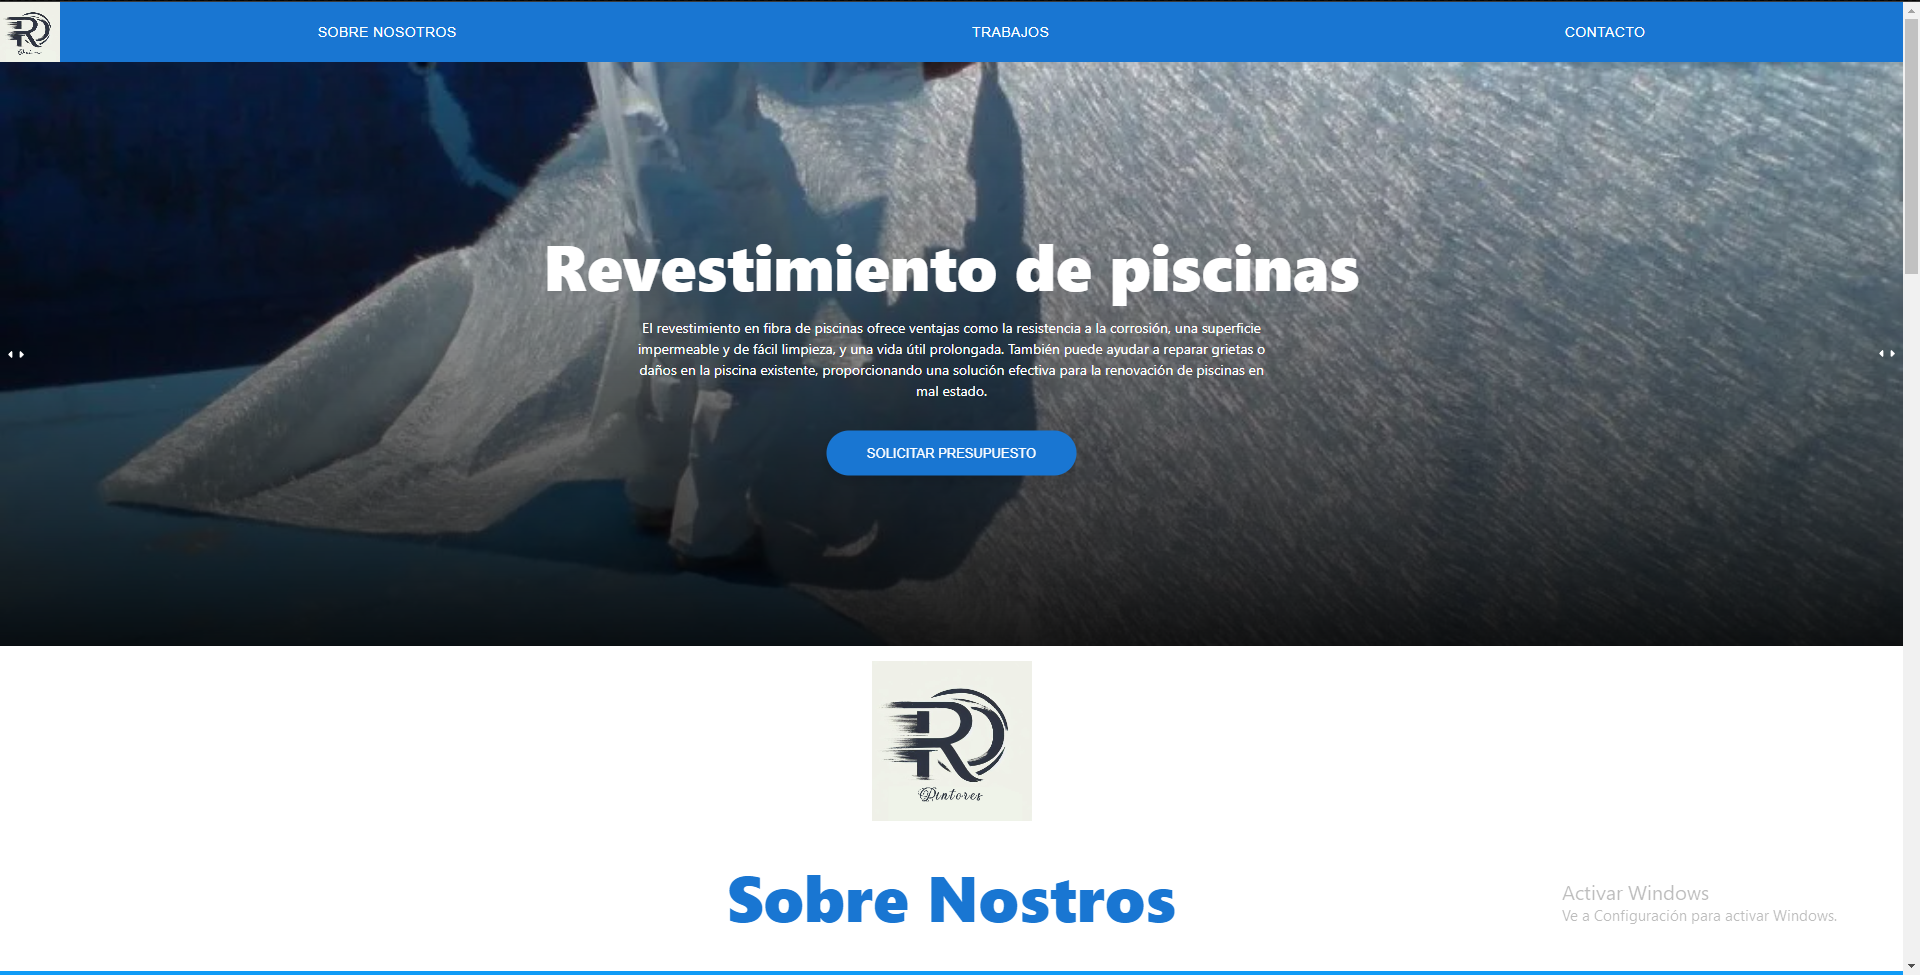 SOBRE NOSOTROS
TRABAJOS
CONTACTO
Revestimiento de piscinas
El revestimiento en fibra de piscinas ofrece ventajas como la resistencia a la corrosión, una superficie
impermeable y de fácil limpieza, y una vida útil prolongada. También puede ayudar a reparar grietas o
daños en la piscina existente, proporcionando una solución efectiva para la renovación de piscinas en
mal estado.
SOLICITAR PRESUPUESTO
R
Pintores
Sobre Nostros
Activar Windows
Ve a Configuración para activar Windows.